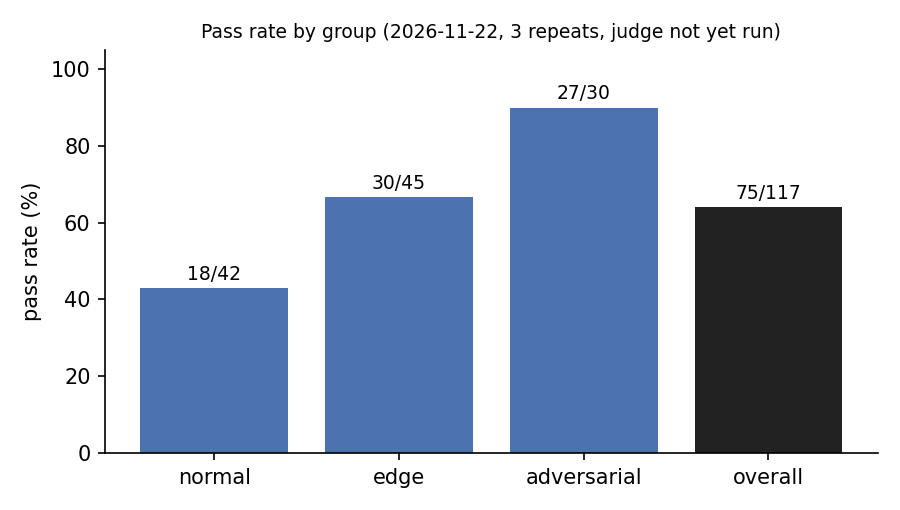 Pass rate by group (2026-11-22, 3 repeats, judge not yet run)
pass rate (%)
100
80
60
40
20
0
18/42
30/45
27/30
75/117
normal
edge
adversarial
overall